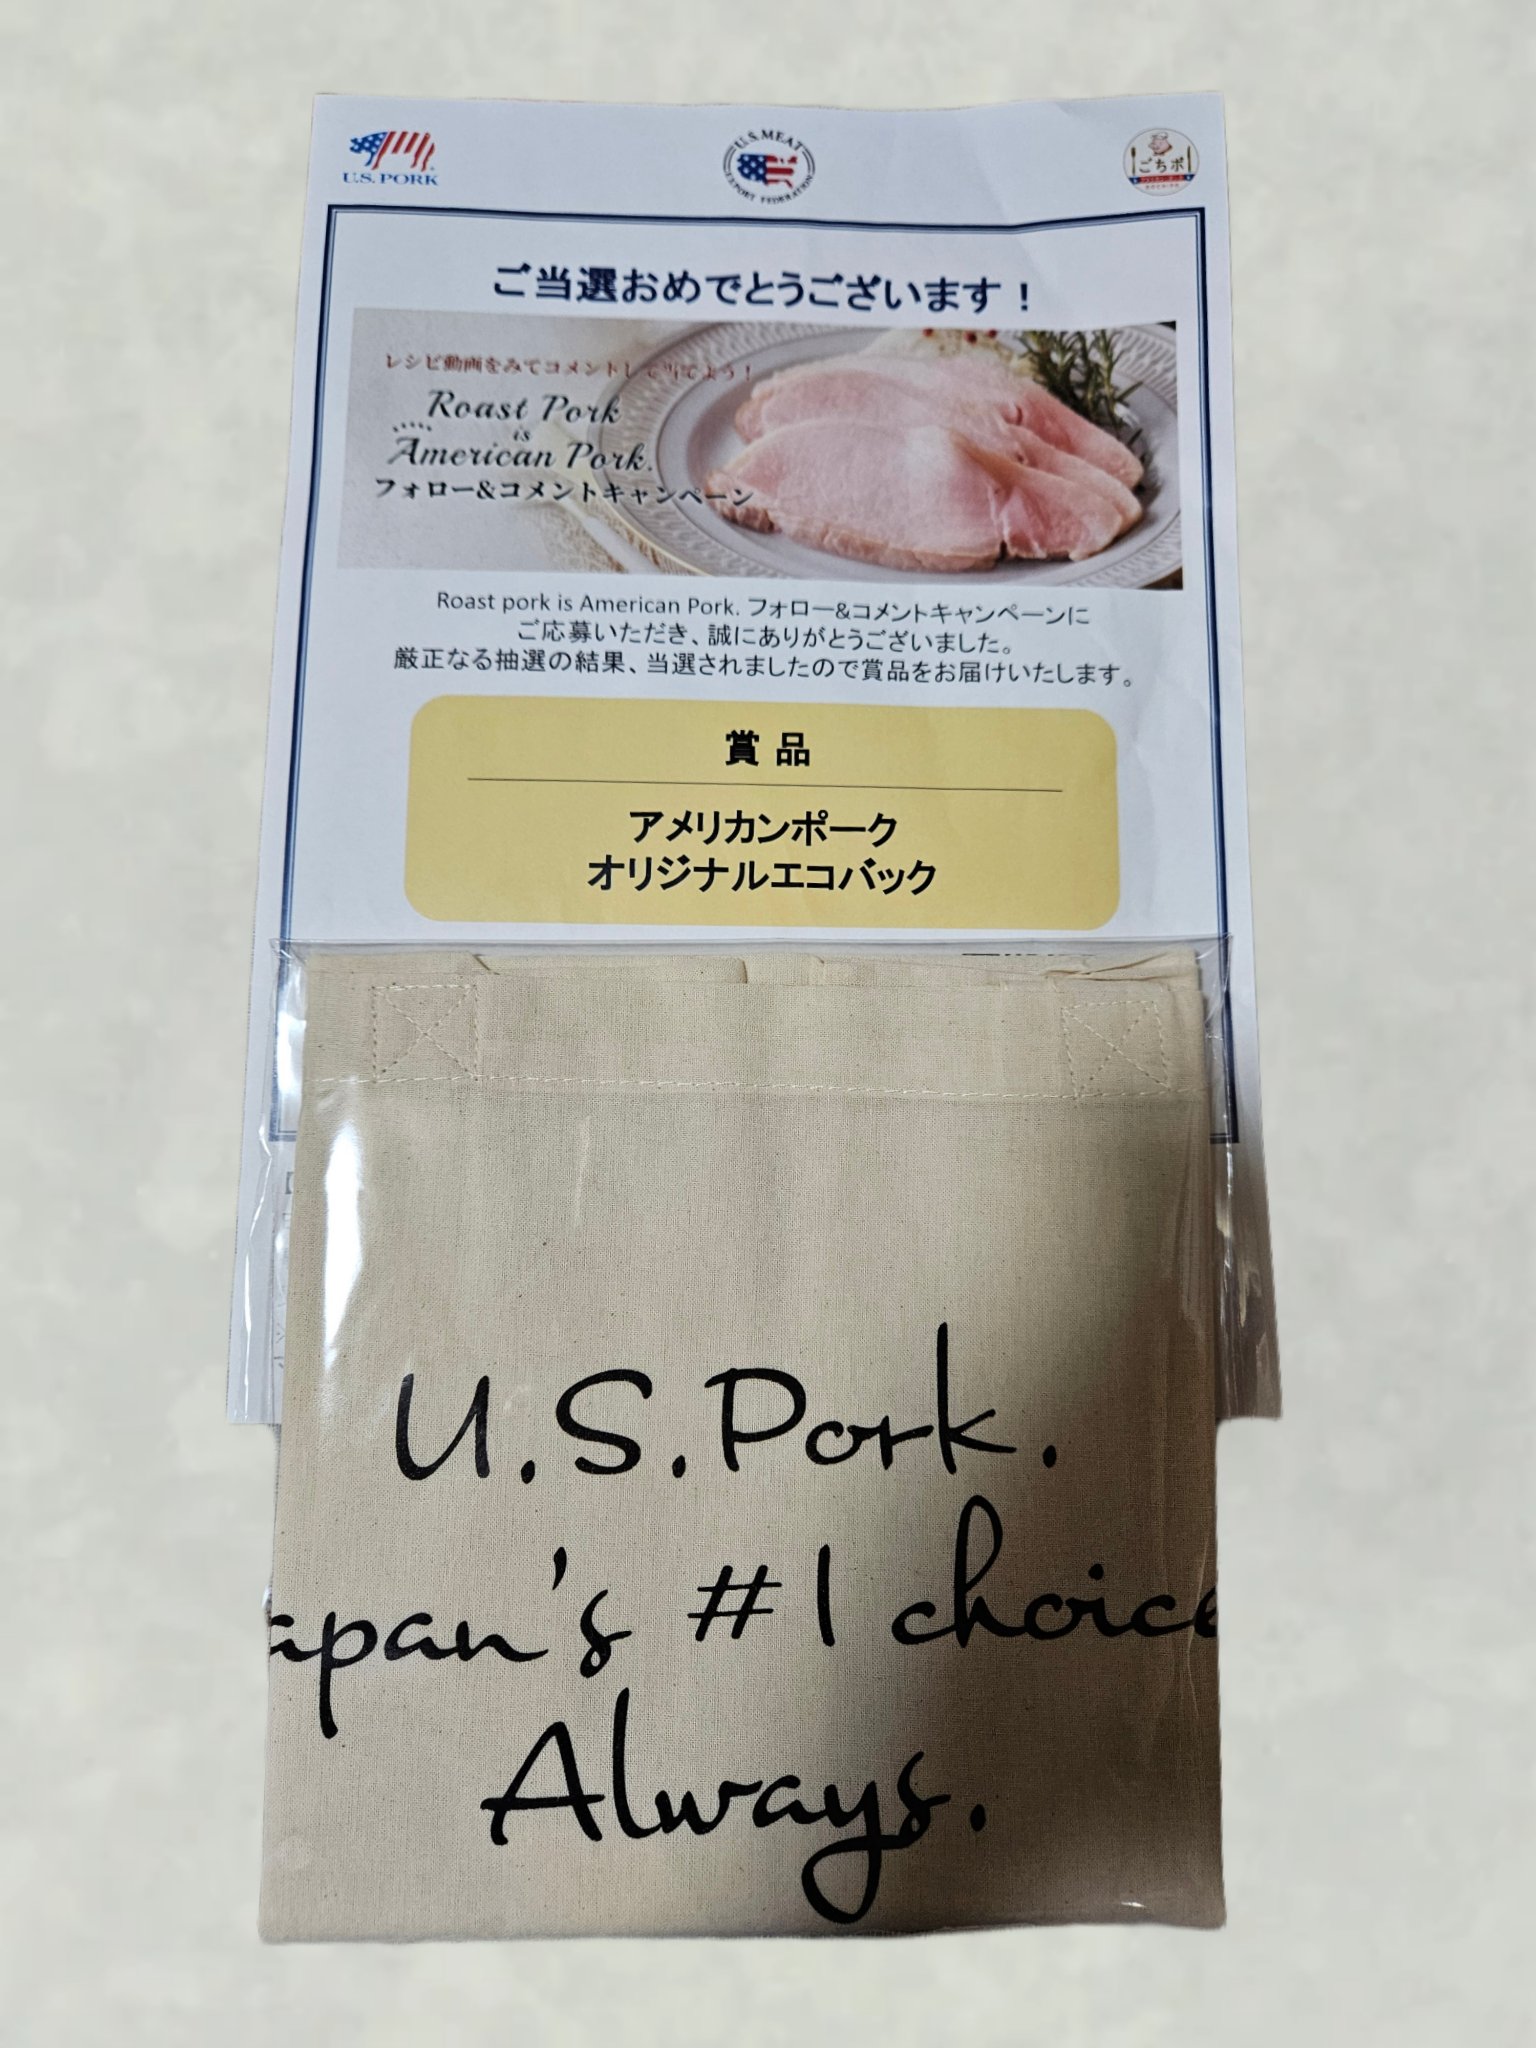 U.S. PORK
U.S. MEAT
EXPORT FEDERATION
ごちポ
ご当選おめでとうございます！
レシピ動画をみてコメントして当てよう！
Roast Pork
is
American Pork.
フォロー&コメントキャンペーン
Roast pork is American Pork. フォロー&コメントキャンペーンに
ご応募いただき、誠にありがとうございました。
厳正なる抽選の結果、当選されましたので賞品をお届けいたします。
賞 品
アメリカンポーク
オリジナルエコバック
U.S.Pork.
apan's #1 choice
Always.